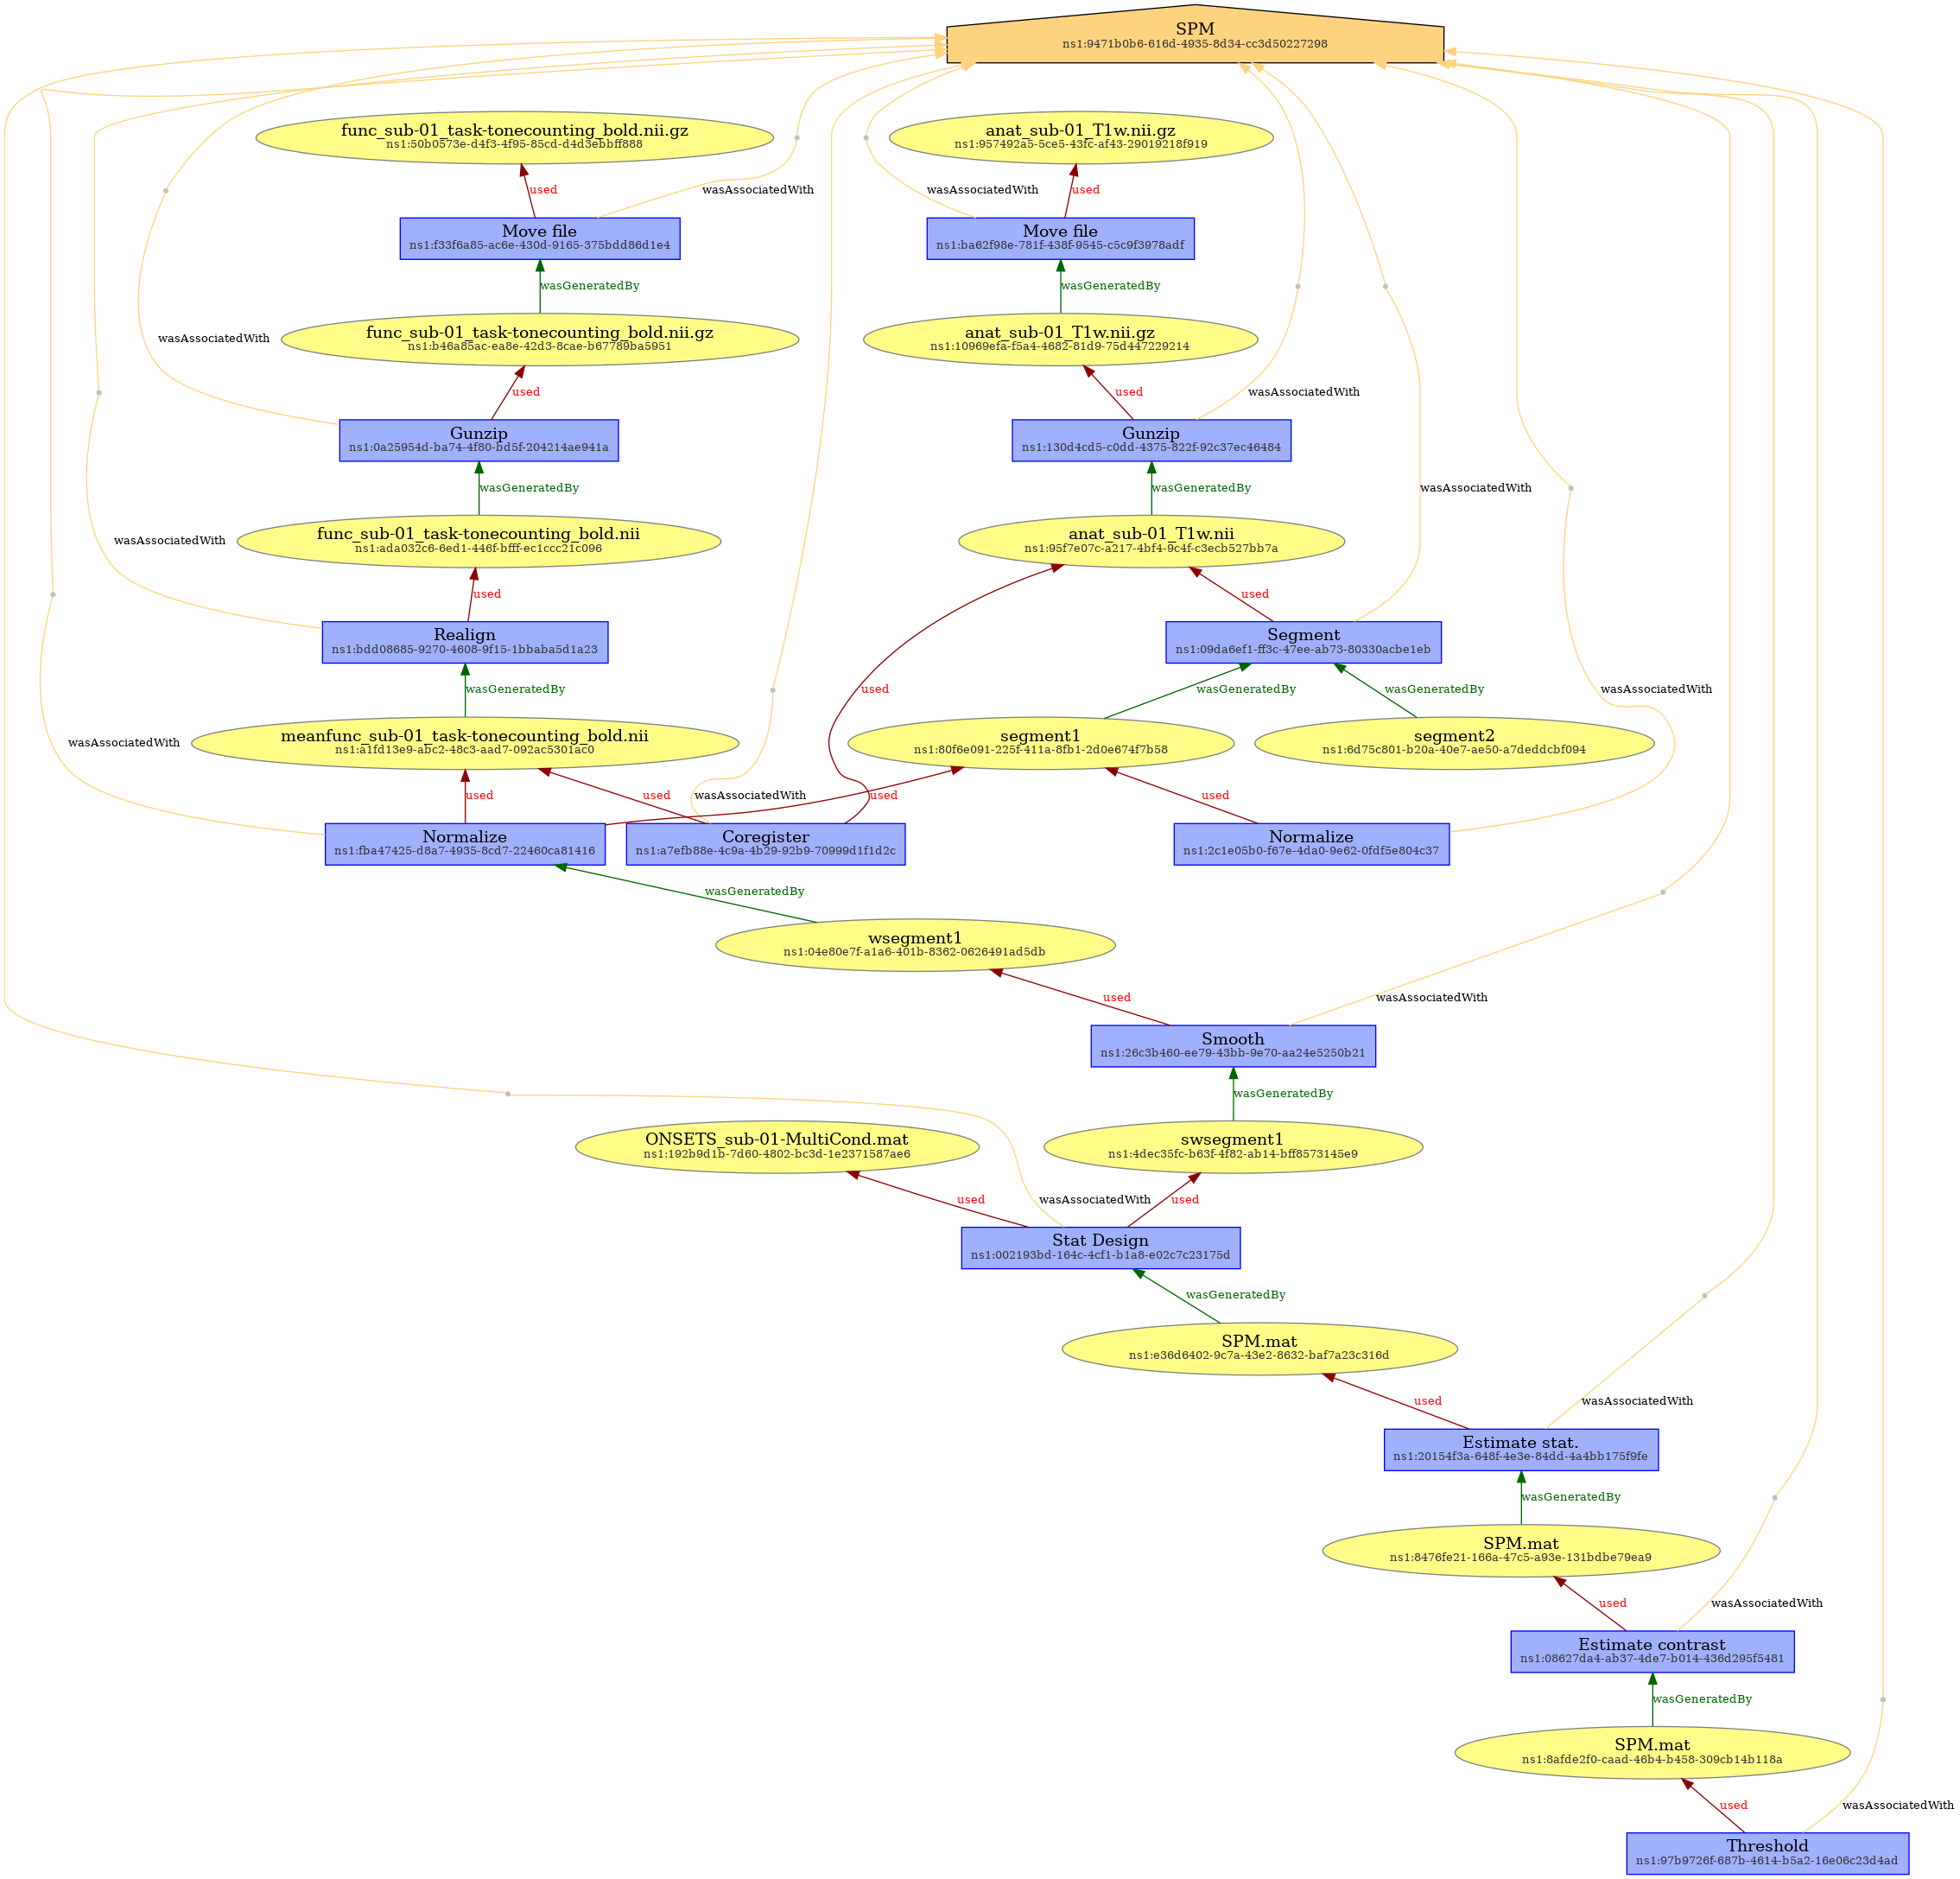 SPM
ns1:9471b0b6-616d-4935-8d34-cc3d50227298
func_sub-01_task-tonecounting_bold.nii.gz
ns1:50b0573e-d4f3-4f95-85cd-d4d3ebbff888
anat_sub-01_T1w.nii.gz
ns1:957492a5-5ce5-43fc-af43-29019218f919
used
wasAssociatedWith
wasAssociatedWith
used
Move file
ns1:f33f6a85-ac6e-430d-9165-375bdd86d1e4
Move file
ns1:ba62f98e-781f-438f-9545-c5c9f3978adf
wasGeneratedBy
wasGeneratedBy
wasAssociatedWith
func_sub-01_task-tonecounting_bold.nii.gz
ns1:b46a85ac-ea8e-42d3-8cae-b67789ba5951
anat_sub-01_T1w.nii.gz
ns1:10969efa-f5a4-4682-81d9-75d447229214
used
used
wasAssociatedWith
Gunzip
ns1:0a25954d-ba74-4f80-bd5f-204214ae941a
Gunzip
ns1:130d4cd5-c0dd-4375-822f-92c37ec46484
wasGeneratedBy
wasGeneratedBy
wasAssociatedWith
wasAssociatedWith
func_sub-01_task-tonecounting_bold.nii
ns1:ada032c6-6ed1-446f-bfff-ec1ccc21c096
anat_sub-01_T1w.nii
ns1:95f7e07c-a217-4bf4-9c4f-c3ecb527bb7a
used
used
Realign
ns1:bdd08685-9270-4608-9f15-1bbaba5d1a23
Segment
ns1:09da6ef1-ff3c-47ee-ab73-80330acbe1eb
wasGeneratedBy
used
wasGeneratedBy
wasGeneratedBy
wasAssociatedWith
wasAssociatedWith
meanfunc_sub-01_task-tonecounting_bold.nii
ns1:a1fd13e9-abc2-48c3-aad7-092ac5301ac0
segment1
ns1:80f6e091-225f-411a-8fb1-2d0e674f7b58
segment2
ns1:6d75c801-b20a-40e7-ae50-a7deddcbf094
used
used
wasAssociatedWith
used
used
Normalize
ns1:fba47425-d8a7-4935-8cd7-22460ca81416
Coregister
ns1:a7efb88e-4c9a-4b29-92b9-70999d1f1d2c
Normalize
ns1:2c1e05b0-f67e-4da0-9e62-0fdf5e804c37
wasGeneratedBy
wsegment1
ns1:04e80e7f-a1a6-401b-8362-0626491ad5db
used
wasAssociatedWith
Smooth
ns1:26c3b460-ee79-43bb-9e70-aa24e5250b21
wasGeneratedBy
ONSETS_sub-01-MultiCond.mat
ns1:192b9d1b-7d60-4802-bc3d-1e2371587ae6
swsegment1
ns1:4dec35fc-b63f-4f82-ab14-bff8573145e9
used
wasAssociatedWith
used
Stat Design
ns1:002193bd-164c-4cf1-b1a8-e02c7c23175d
wasGeneratedBy
SPM.mat
ns1:e36d6402-9c7a-43e2-8632-baf7a23c316d
used
wasAssociatedWith
Estimate stat.
ns1:20154f3a-648f-4e3e-84dd-4a4bb175f9fe
wasGeneratedBy
SPM.mat
ns1:8476fe21-166a-47c5-a93e-131bdbe79ea9
used
wasAssociatedWith
Estimate contrast
ns1:08627da4-ab37-4de7-b014-436d295f5481
wasGeneratedBy
SPM.mat
ns1:8afde2f0-caad-46b4-b458-309cb14b118a
used
wasAssociatedWith
Threshold
ns1:97b9726f-687b-4614-b5a2-16e06c23d4ad